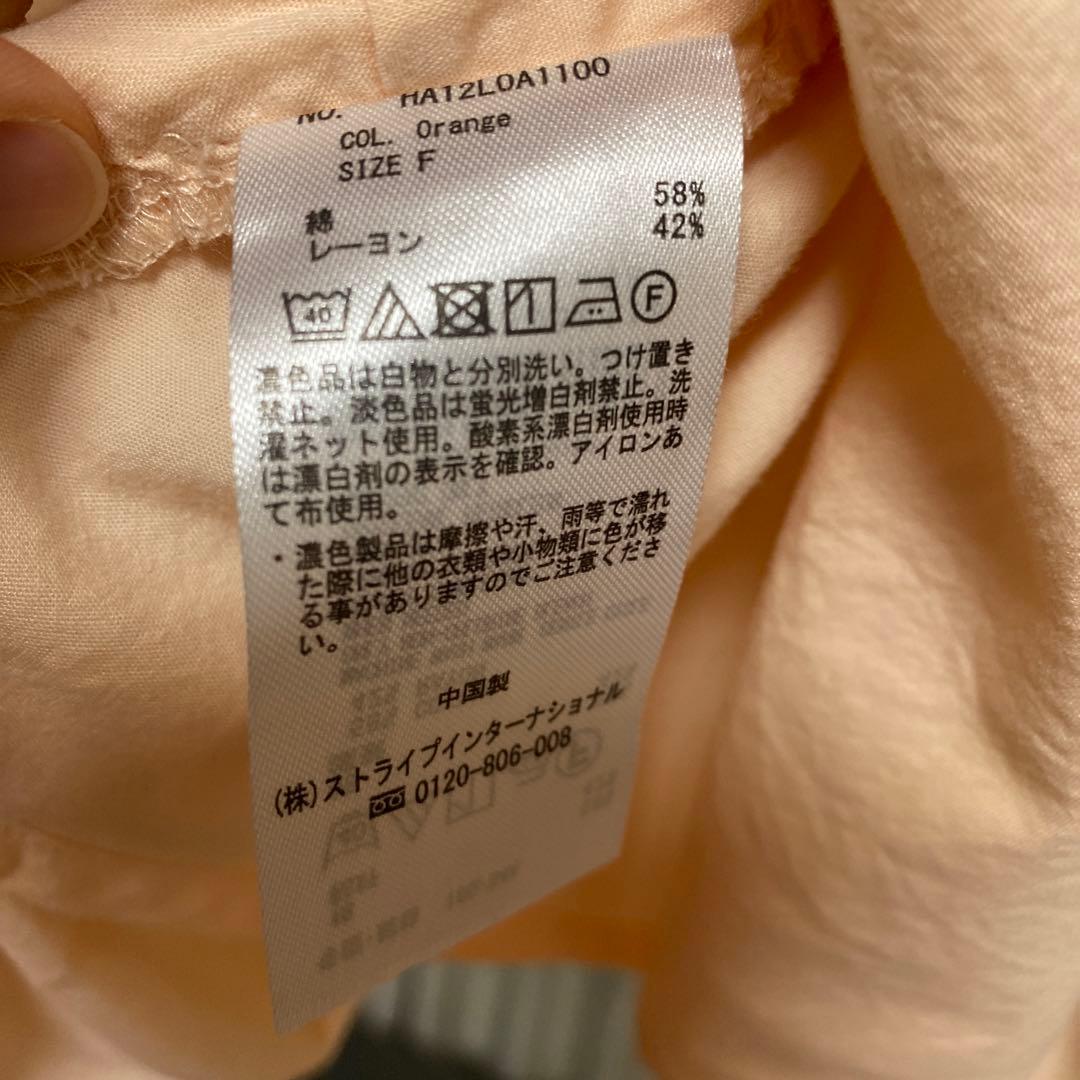 NO. HA12L0A1100
COL. Orange
SIZE F
綿 58%
レーヨン 42%
40 F
濃色品は白物と分別洗い。つけ置き
禁止。淡色品は蛍光増白剤禁止。洗
濯ネット使用。酸素系漂白剤使用時
は漂白剤の表示を確認。アイロンあ
て布使用。
・濃色製品は摩擦や汗、雨等で濡れ
た際に他の衣類や小物類に色が移
る事がありますのでご注意くださ
い。
中国製
(株)ストライプインターナショナル
0120-806-008